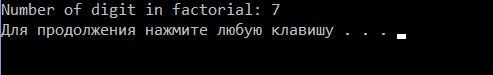 Number of digit in factorial: 7
Для продолжения нажмите любую клавишу . . .